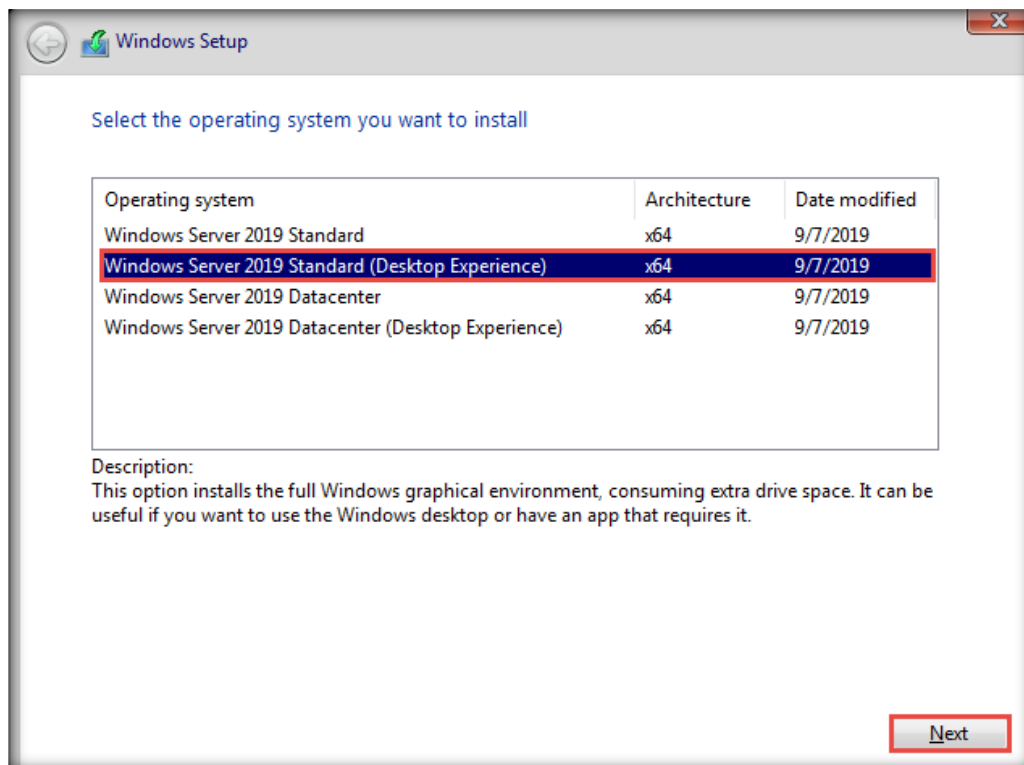 Windows Setup
Select the operating system you want to install
Operating system Architecture Date modified
Windows Server 2019 Standard x64 9/7/2019
Windows Server 2019 Standard (Desktop Experience) x64 9/7/2019
Windows Server 2019 Datacenter x64 9/7/2019
Windows Server 2019 Datacenter (Desktop Experience) x64 9/7/2019
Description:
This option installs the full Windows graphical environment, consuming extra drive space. It can be
useful if you want to use the Windows desktop or have an app that requires it.
Next